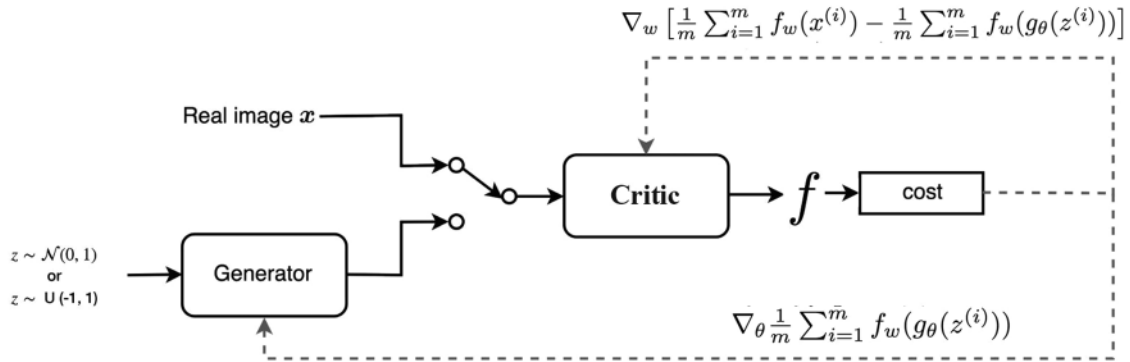 ∇_w [1/m ∑_{i=1}^{m} f_w(x^{(i)}) − 1/m ∑_{i=1}^{m} f_w(g_θ(z^{(i)}))]
Real image x
Critic
f
cost
z ∼ 𝒩(0, 1)
or
z ∼ U (-1, 1)
Generator
∇_θ 1/m ∑_{i=1}^{m} f_w(g_θ(z^{(i)}))